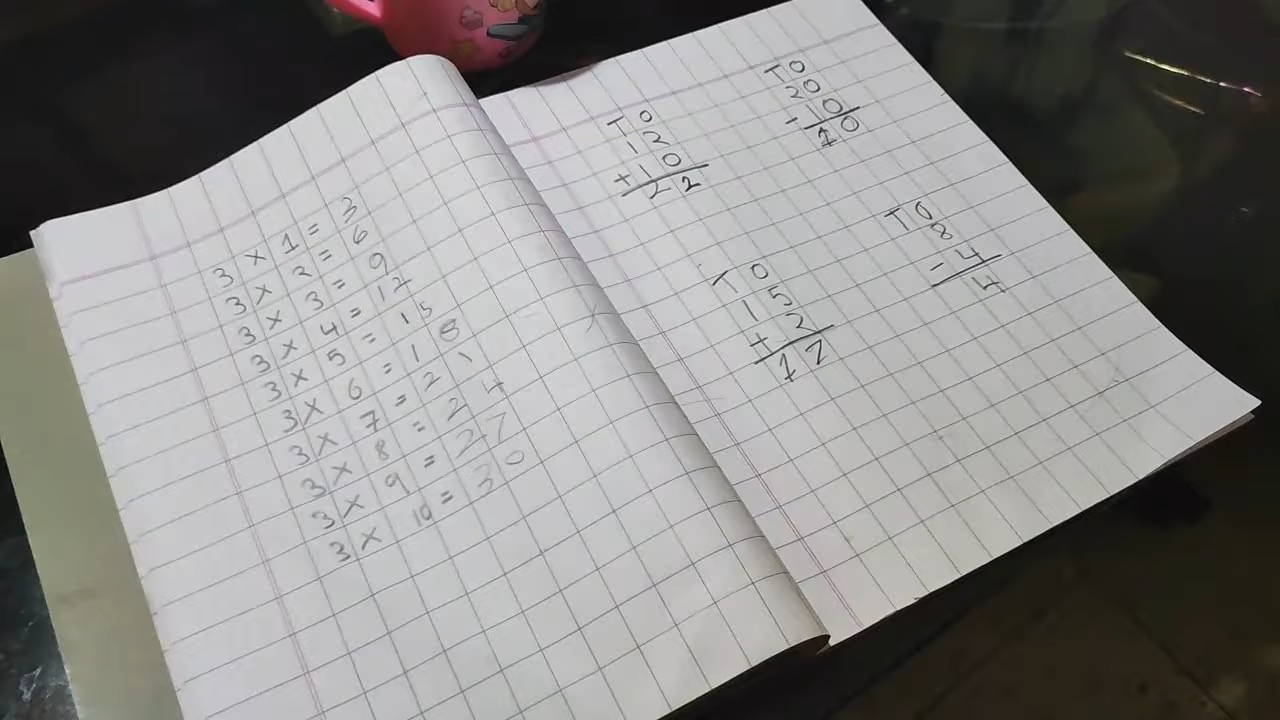 3 × 1 = 3
3 × 2 = 6
3 × 3 = 9
3 × 4 = 12
3 × 5 = 15
3 × 6 = 18
3 × 7 = 21
3 × 8 = 24
3 × 9 = 27
3 × 10 = 30
T O
1 2
+ 1 0
2 2
T O
2 0
- 1 0
1 0
T O
1 5
+ 2
1 7
T O
8
- 4
4